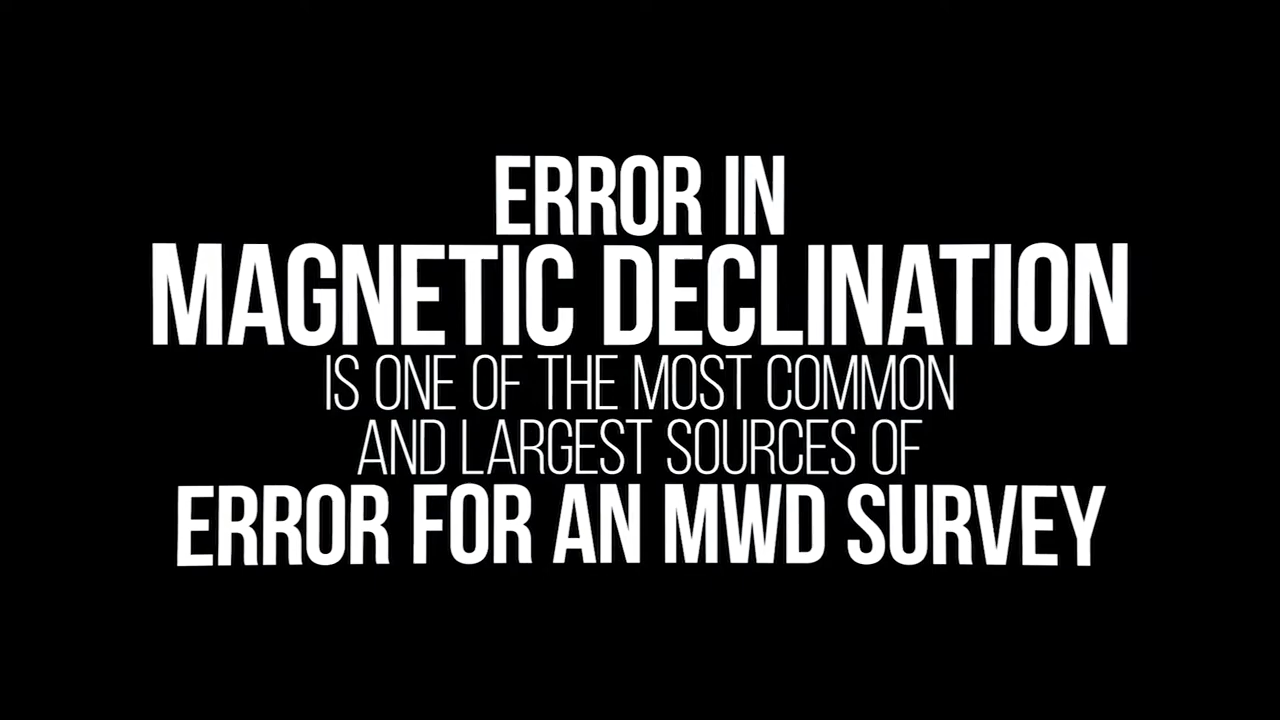 ERROR IN
MAGNETIC DECLINATION
IS ONE OF THE MOST COMMON
AND LARGEST SOURCES OF
ERROR FOR AN MWD SURVEY